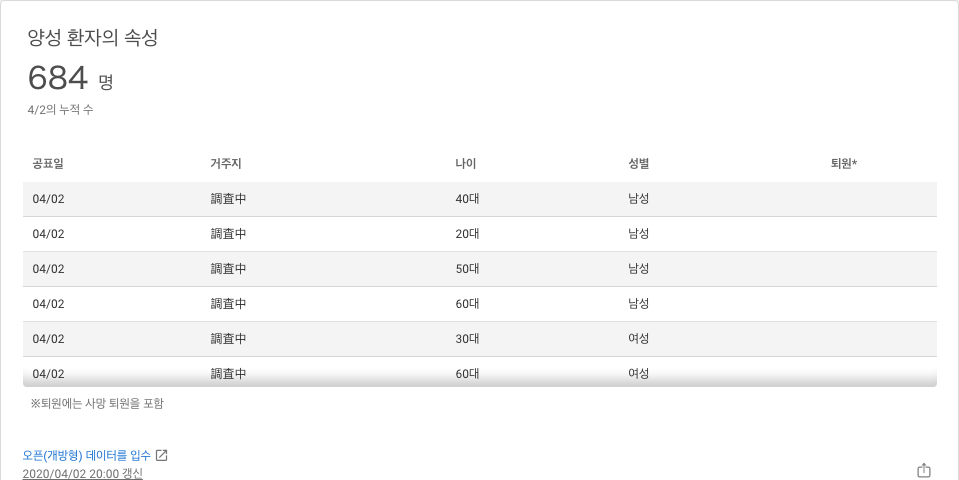 양성 환자의 속성
684 명
4/2의 누적 수
공표일 거주지 나이 성별 퇴원*
04/02 調査中 40대 남성
04/02 調査中 20대 남성
04/02 調査中 50대 남성
04/02 調査中 60대 남성
04/02 調査中 30대 여성
04/02 調査中 60대 여성
※퇴원에는 사망 퇴원을 포함
오픈(개방형) 데이터를 입수
2020/04/02 20:00 갱신